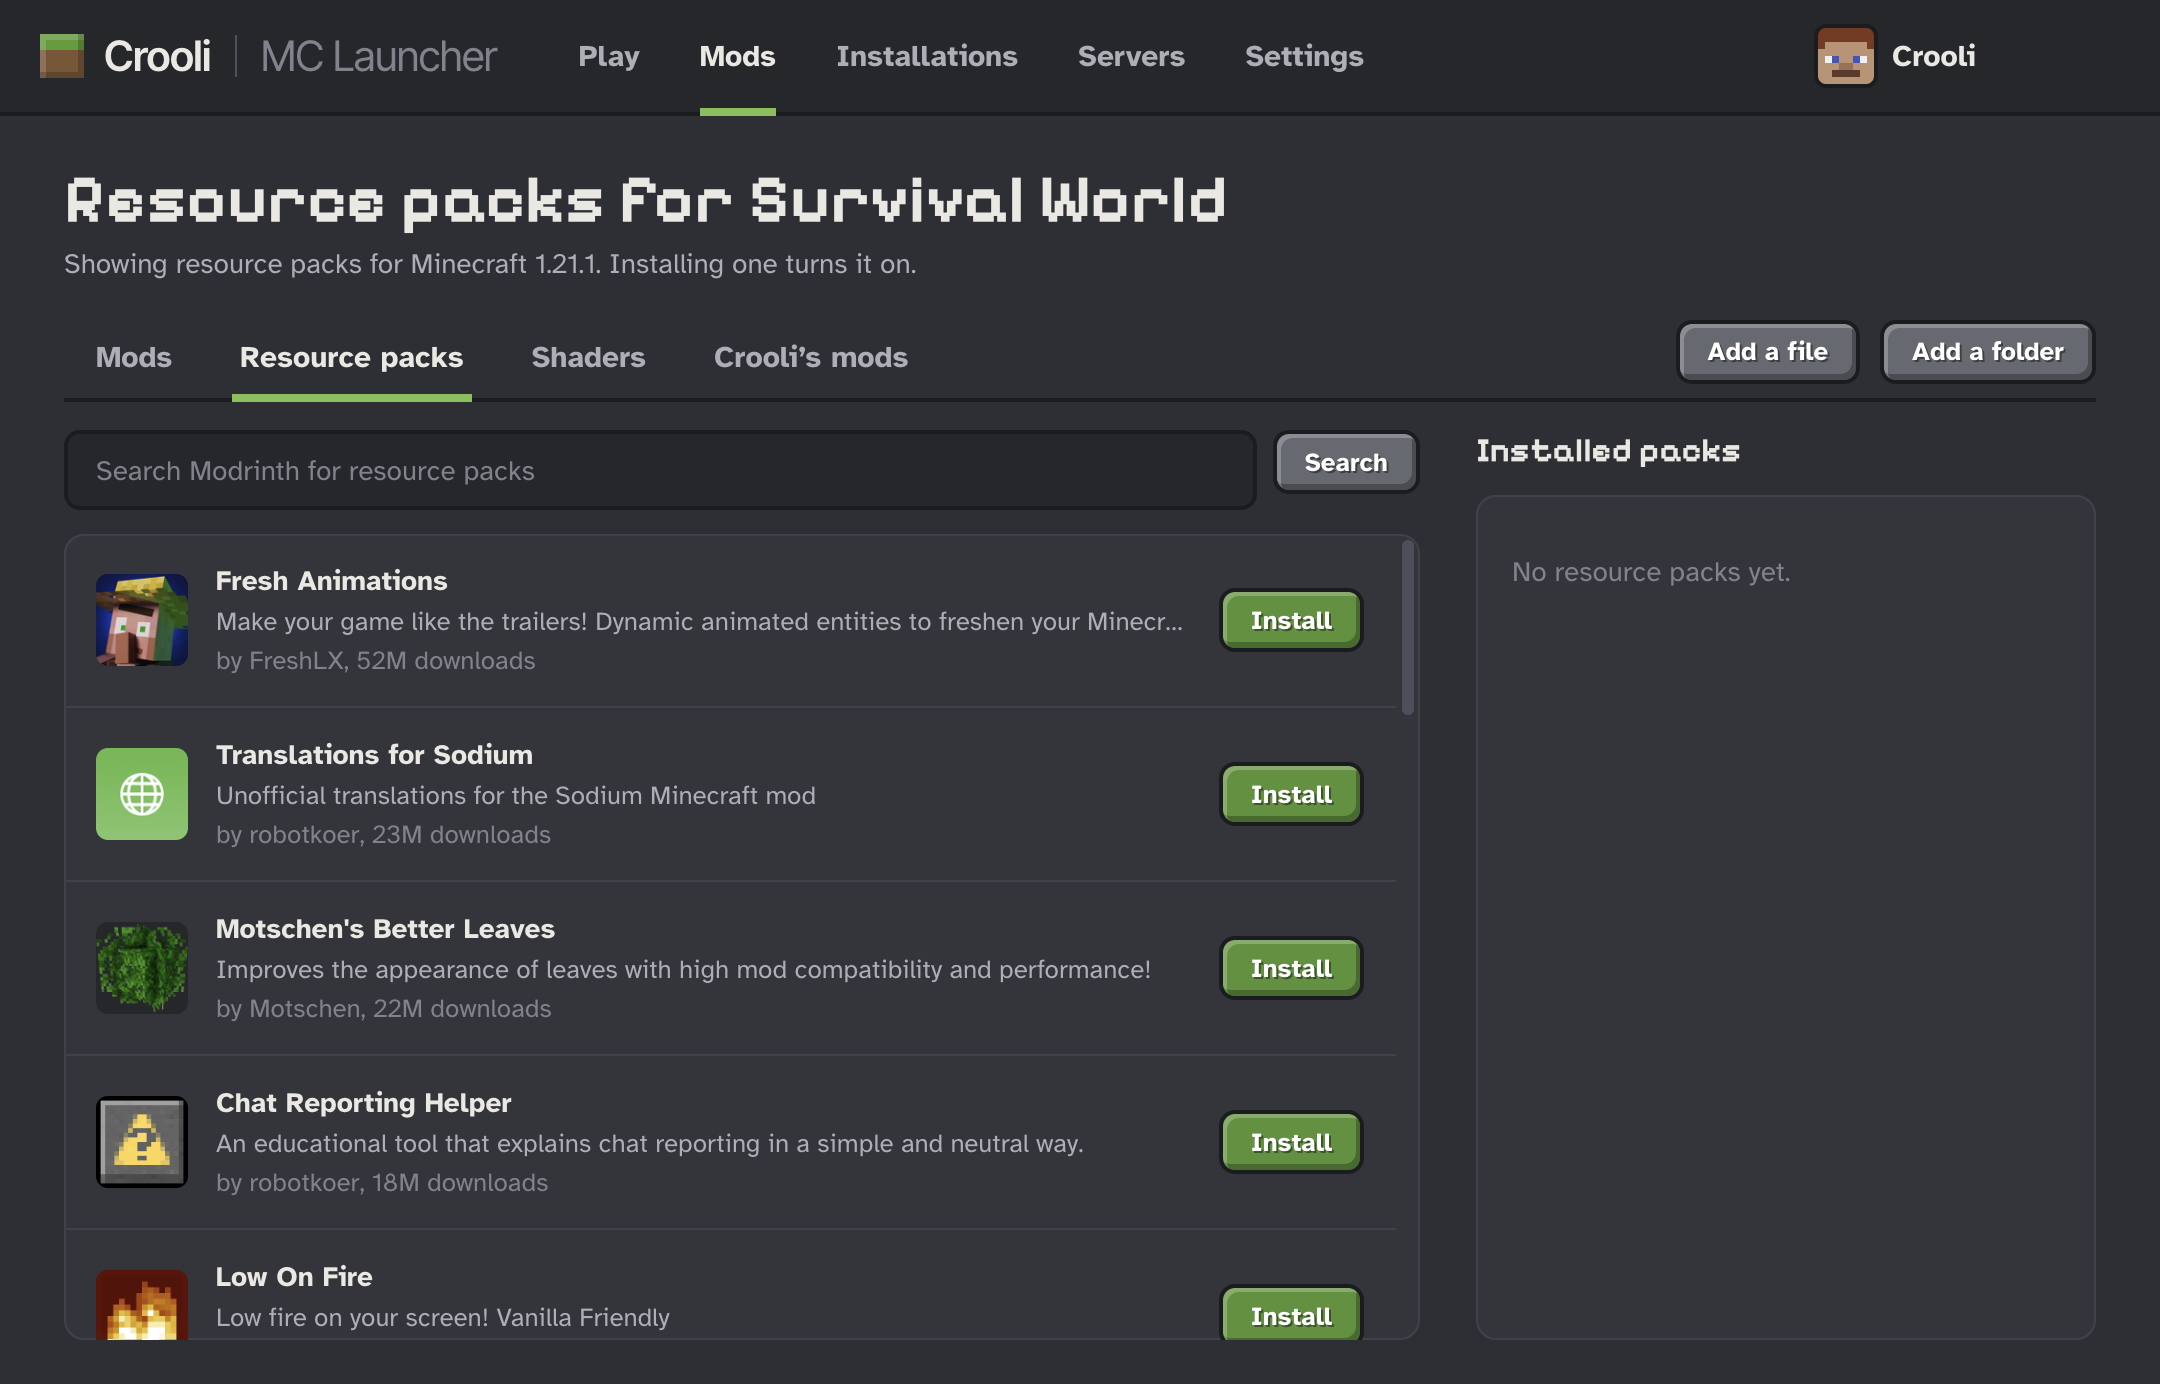 Crooli | MC Launcher
Play
Mods
Installations
Servers
Settings
Crooli
Resource packs for Survival World
Showing resource packs for Minecraft 1.21.1. Installing one turns it on.
Mods
Resource packs
Shaders
Crooli’s mods
Add a file
Add a folder
Search Modrinth for resource packs
Search
Fresh Animations
Make your game like the trailers! Dynamic animated entities to freshen your Minecr...
by FreshLX, 52M downloads
Install
Translations for Sodium
Unofficial translations for the Sodium Minecraft mod
by robotkoer, 23M downloads
Install
Motschen's Better Leaves
Improves the appearance of leaves with high mod compatibility and performance!
by Motschen, 22M downloads
Install
Chat Reporting Helper
An educational tool that explains chat reporting in a simple and neutral way.
by robotkoer, 18M downloads
Install
Low On Fire
Low fire on your screen! Vanilla Friendly
Install
Installed packs
No resource packs yet.